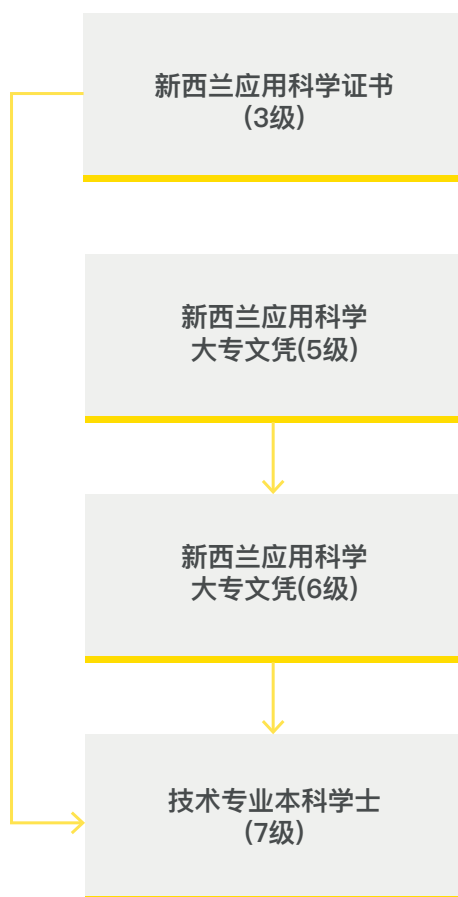 新西兰应用科学证书
(3级)
新西兰应用科学
大专文凭(5级)
新西兰应用科学
大专文凭(6级)
技术专业本科学士
(7级)